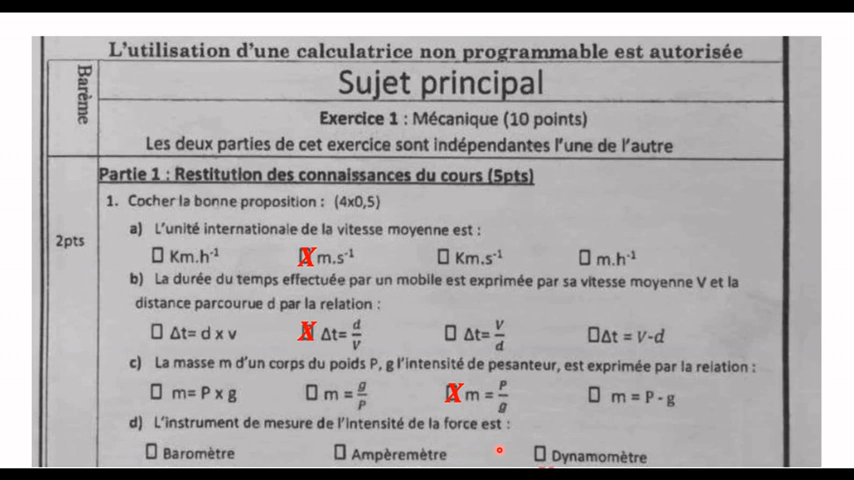 L'utilisation d'une calculatrice non programmable est autorisée
Barème
Sujet principal
Exercice 1 : Mécanique (10 points)
Les deux parties de cet exercice sont indépendantes l'une de l'autre
Partie 1 : Restitution des connaissances du cours (5pts)
1. Cocher la bonne proposition : (4x0,5)
a) L'unité internationale de la vitesse moyenne est :
2pts
☐ Km.h⁻¹ X m.s⁻¹ ☐ Km.s⁻¹ ☐ m.h⁻¹
b) La durée du temps effectuée par un mobile est exprimée par sa vitesse moyenne V et la
distance parcourue d par la relation :
☐ Δt= d x v X Δt= d/V ☐ Δt= V/d ☐ Δt = V-d
c) La masse m d'un corps du poids P, g l'intensité de pesanteur, est exprimée par la relation :
☐ m= P x g ☐ m = g/P X m = P/g ☐ m = P - g
d) L'instrument de mesure de l'intensité de la force est :
☐ Baromètre ☐ Ampèremètre ☐ Dynamomètre